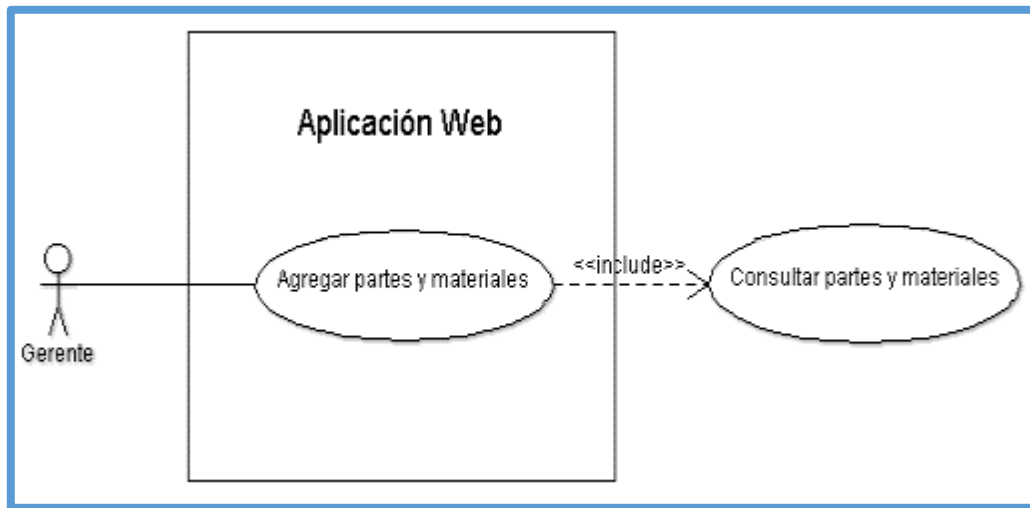 Aplicación Web
Agregar partes y materiales
<<include>>
Consultar partes y materiales
Gerente